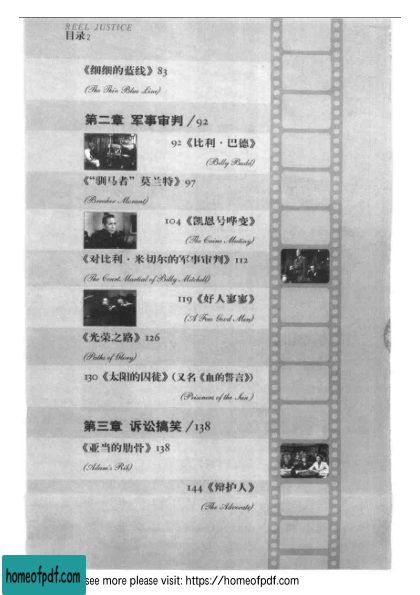 REEL JUSTICE
目录2
《细细的蓝线》83
(The Thin Blue Line)
第二章 军事审判 /92
92《比利·巴德》
(Billy Budd)
《“驯马者”莫兰特》97
(Breaker Morant)
104《凯恩号哗变》
(The Caine Mutiny)
《对比利·米切尔的军事审判》112
(The Court Martial of Billy Mitchell)
119《好人寥寥》
(A Few Good Men)
《光荣之路》126
(Paths of Glory)
130《太阳的囚徒》(又名《血的誓言》)
(Prisoners of the Sun)
第三章 诉讼搞笑 /138
《亚当的肋骨》138
(Adam's Rib)
144《辩护人》
(The Advocate)
homeofpdf.com
see more please visit: https://homeofpdf.com